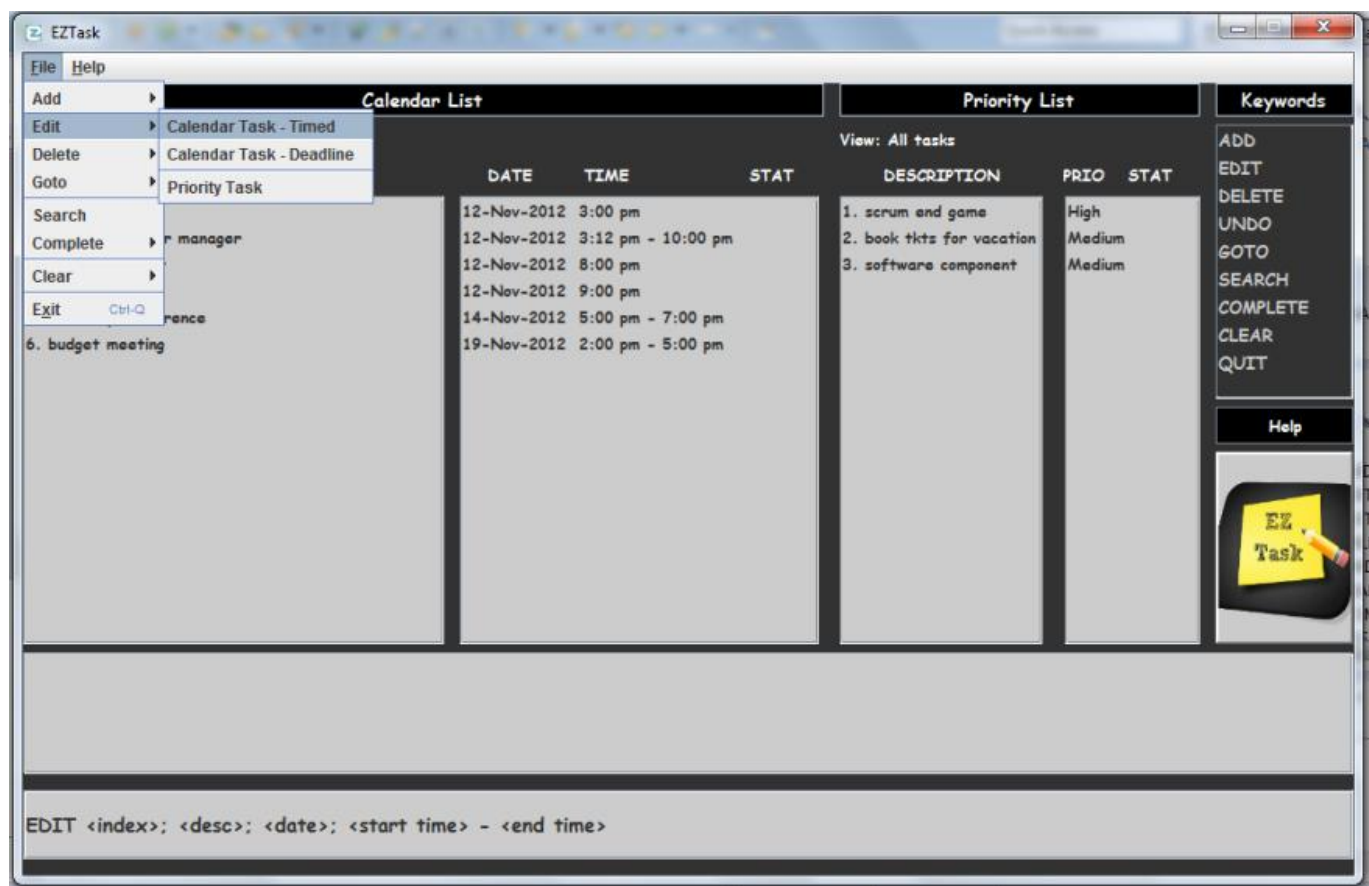 EZTask
File Help
Add
Edit
Delete
Goto
Search
Complete
Clear
Exit Ctrl-Q
Calendar Task - Timed
Calendar Task - Deadline
Priority Task
Calendar List
DATE TIME STAT
manager
6. budget meeting
12-Nov-2012 3:00 pm
12-Nov-2012 3:12 pm - 10:00 pm
12-Nov-2012 8:00 pm
12-Nov-2012 9:00 pm
14-Nov-2012 5:00 pm - 7:00 pm
19-Nov-2012 2:00 pm - 5:00 pm
Priority List
View: All tasks
DESCRIPTION PRIO STAT
1. scrum end game High
2. book tkts for vacation Medium
3. software component Medium
Keywords
ADD
EDIT
DELETE
UNDO
GOTO
SEARCH
COMPLETE
CLEAR
QUIT
Help
EZ
Task
EDIT <index>; <desc>; <date>; <start time> - <end time>